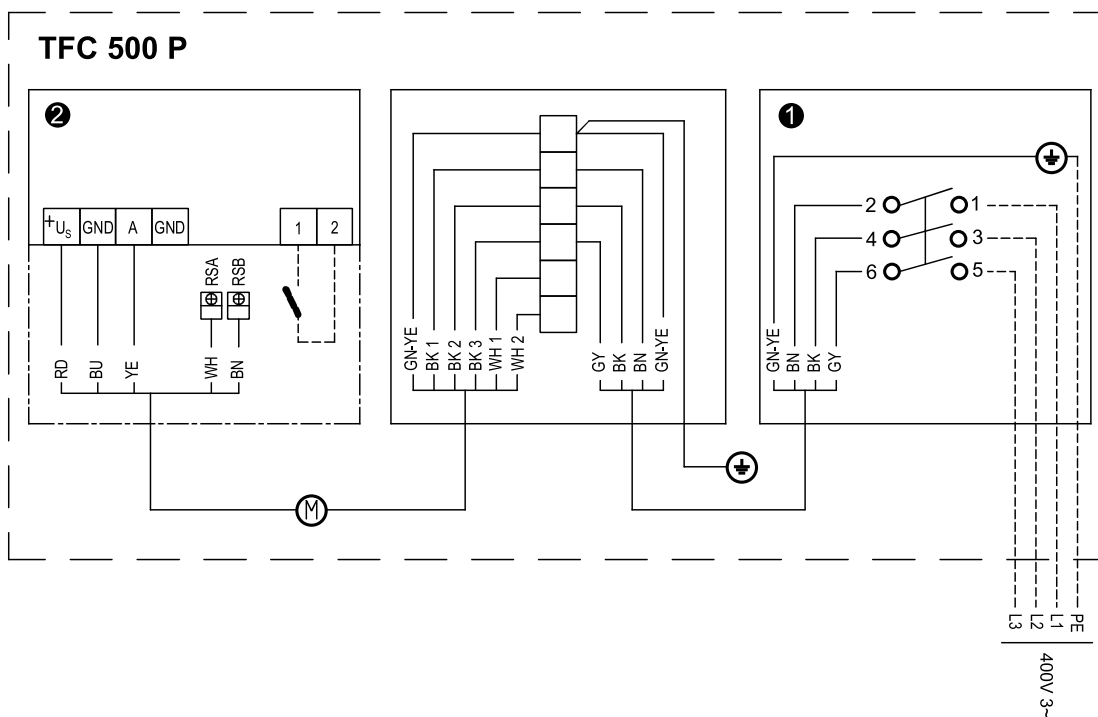 TFC 500 P
2
+US GND A GND
1 2
RSA RSB
RD BU YE WH BN
M
GN-YE BK 1 BK 2 BK 3 WH 1 WH 2
GY BK BN GN-YE
1
2 1
4 3
6 5
GN-YE BN BK GY
L3 L2 L1 PE
400V 3~